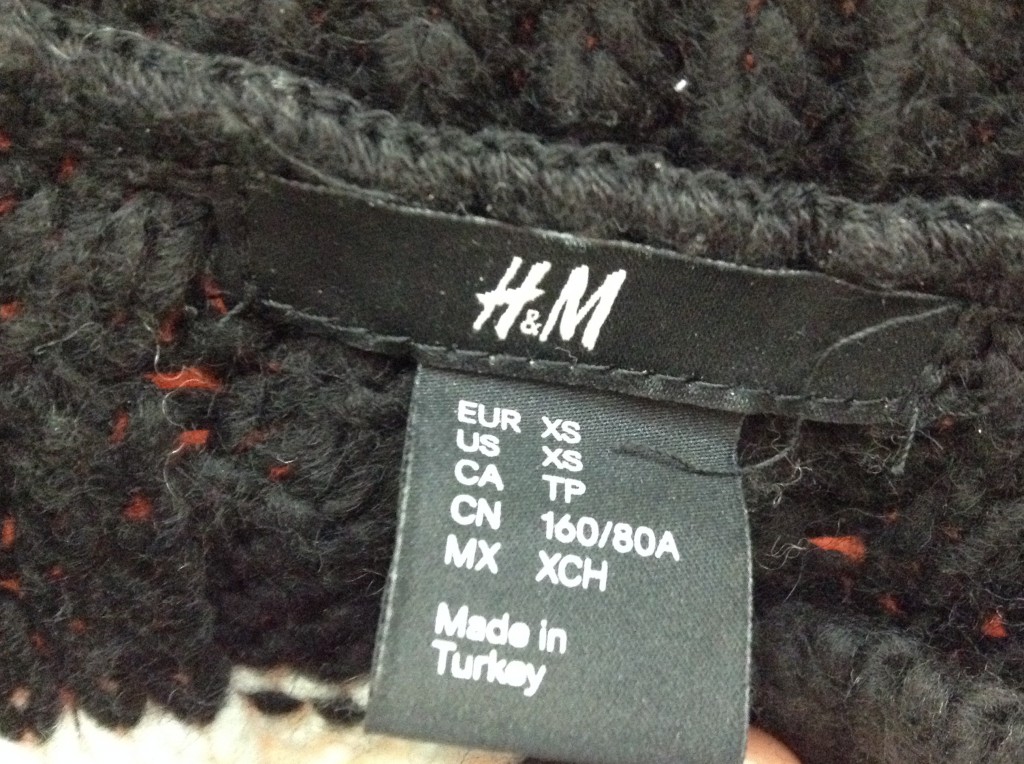 H&M
EUR XS
US XS
CA TP
CN 160/80A
MX XCH
Made in
Turkey